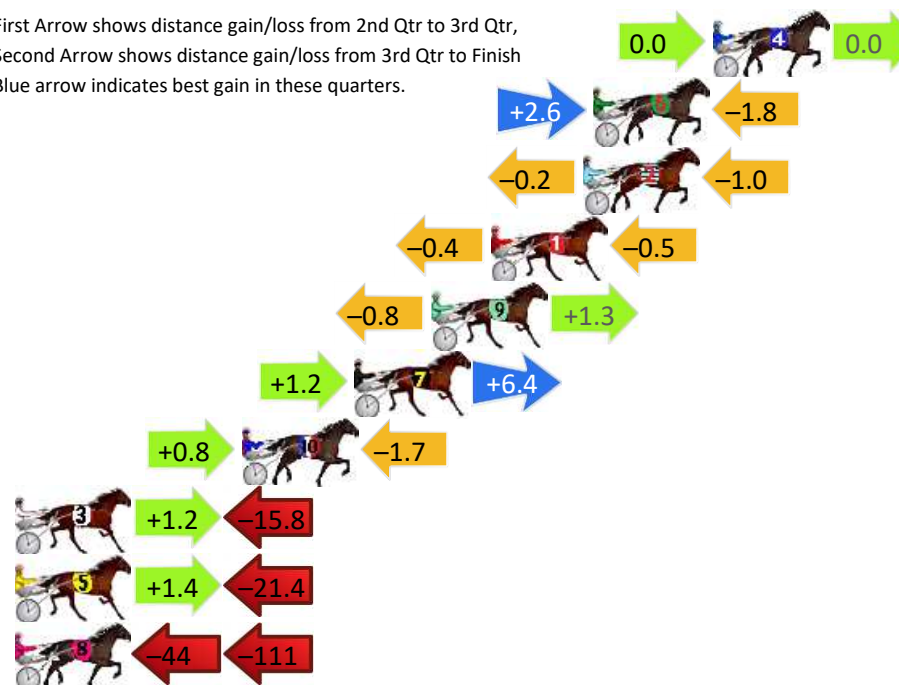 First Arrow shows distance gain/loss from 2nd Qtr to 3rd Qtr,
Second Arrow shows distance gain/loss from 3rd Qtr to Finish
Blue arrow indicates best gain in these quarters.
0.0 4 0.0
+2.6 6 –1.8
–0.2 –1.0
–0.4 1 –0.5
–0.8 9 +1.3
+1.2 7 +6.4
+0.8 10 –1.7
3 +1.2 –15.8
5 +1.4 –21.4
8 –44 –111